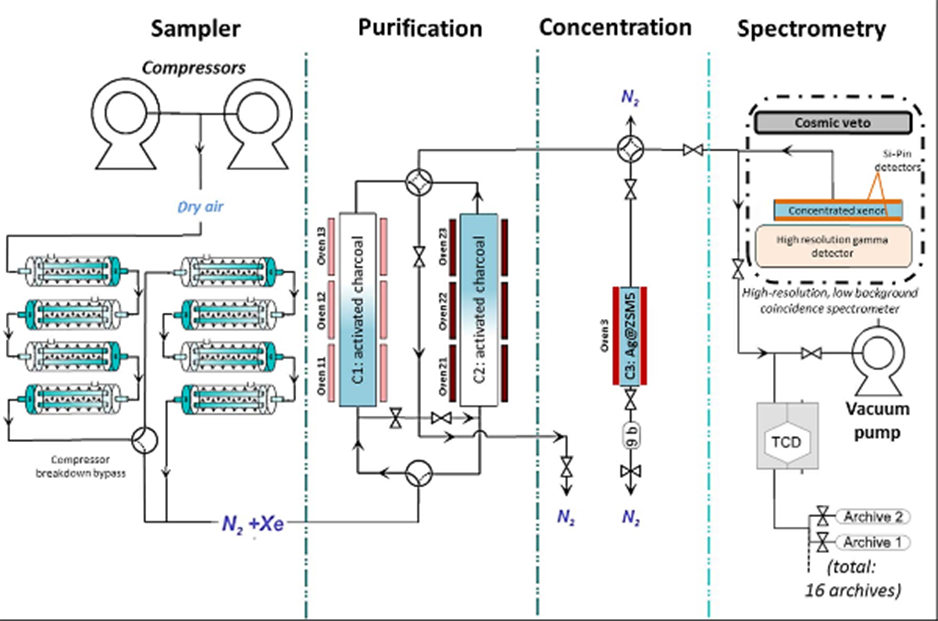 Sampler
Purification
Concentration
Spectrometry
Compressors
Dry air
Compressor
breakdown bypass
N2 +Xe
Oven 13
Oven 12
Oven 11
C1: activated charcoal
Oven 23
Oven 22
Oven 21
C2: activated charcoal
N2
N2
Oven 3
C3: Ag@ZSM5
9 b
N2
Cosmic veto
Si-Pin
detectors
Concentrated xenon
High resolution gamma
detector
High-resolution, low background
coincidence spectrometer
Vacuum
pump
TCD
Archive 2
Archive 1
(total:
16 archives)